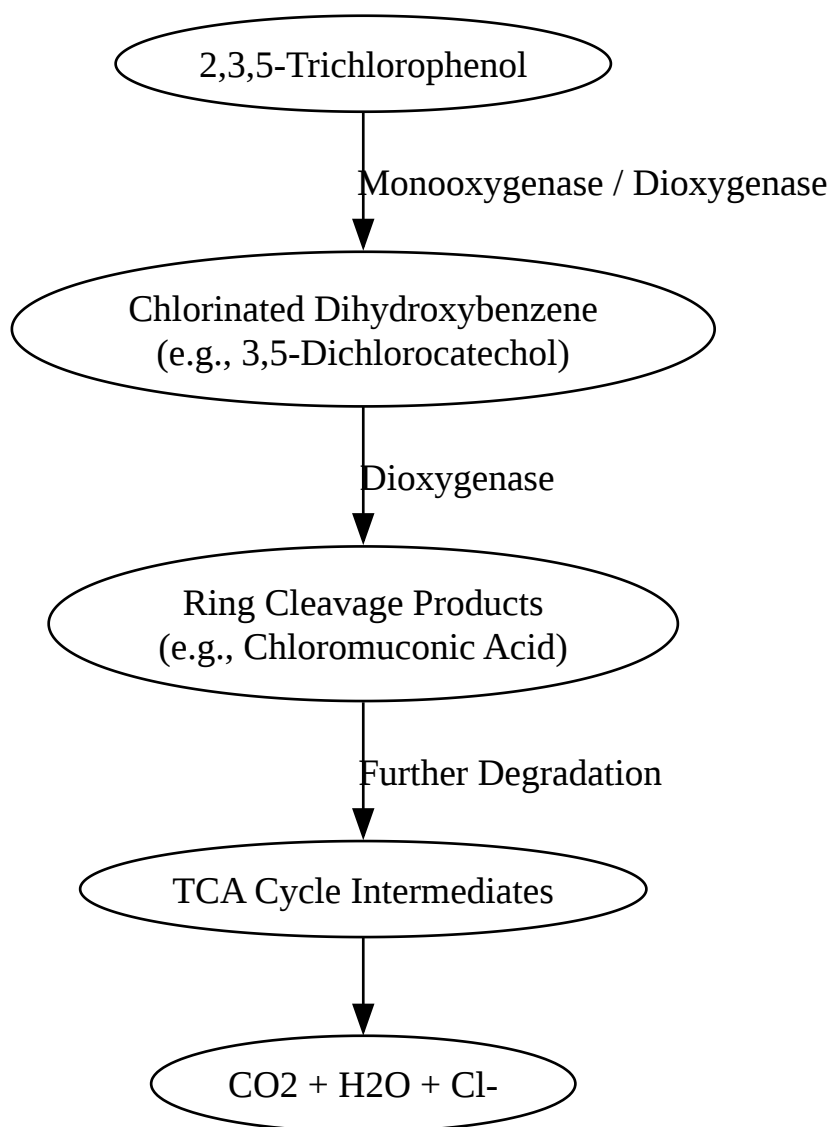 2,3,5-Trichlorophenol
Monooxygenase / Dioxygenase
Chlorinated Dihydroxybenzene
(e.g., 3,5-Dichlorocatechol)
Dioxygenase
Ring Cleavage Products
(e.g., Chloromuconic Acid)
Further Degradation
TCA Cycle Intermediates
CO2 + H2O + Cl-